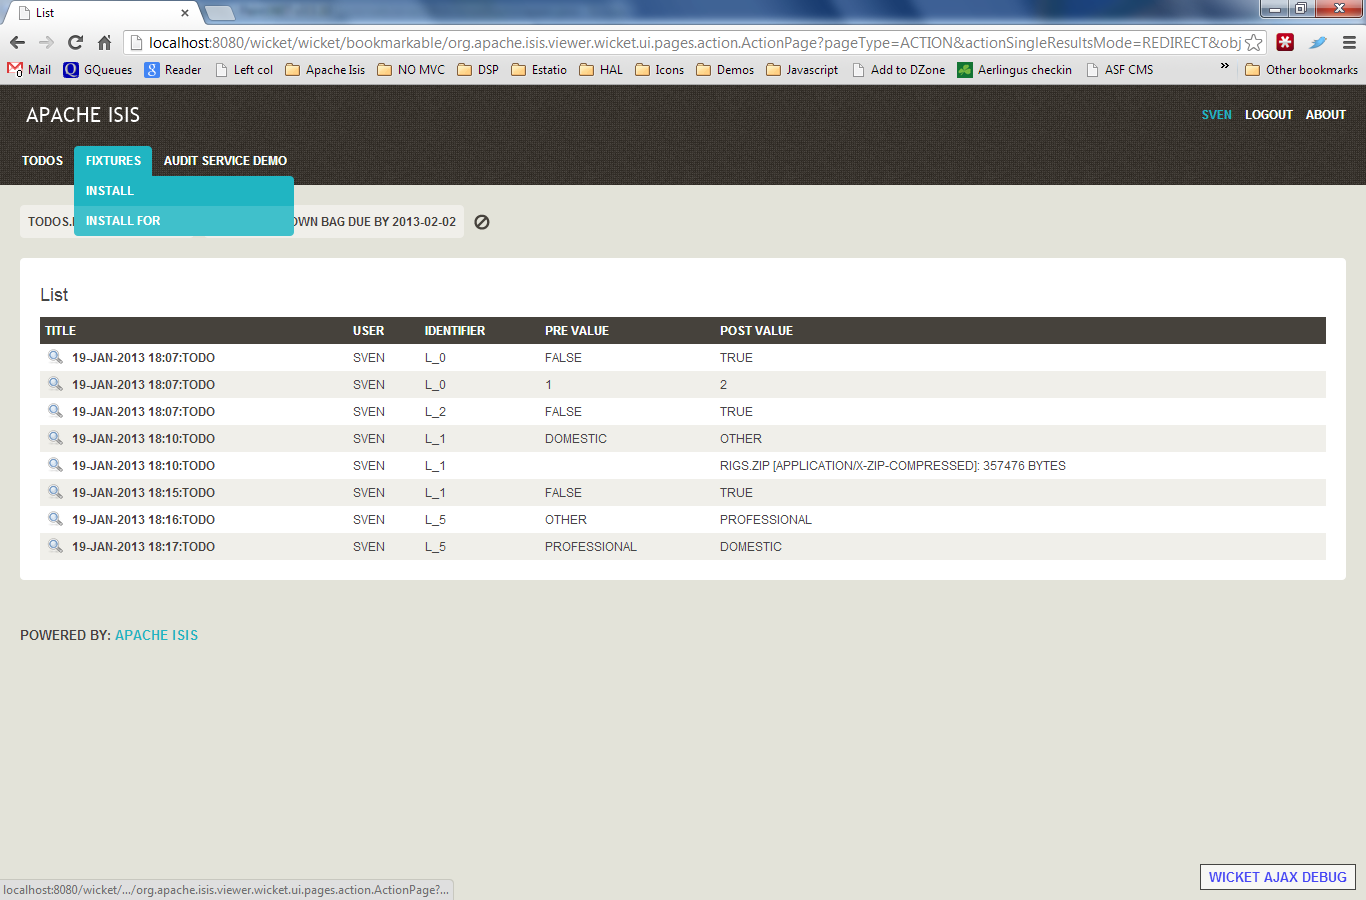 List
localhost:8080/wicket/wicket/bookmarkable/org.apache.isis.viewer.wicket.ui.pages.action.ActionPage?pageType=ACTION&actionSingleResultsMode=REDIRECT&obj
Mail GQueues Reader Left col Apache Isis NO MVC DSP Estatio HAL Icons Demos Javascript Add to DZone Aerlingus checkin ASF CMS » Other bookmarks
APACHE ISIS
SVEN LOGOUT ABOUT
TODOS FIXTURES AUDIT SERVICE DEMO
INSTALL
INSTALL FOR
TODOS. OWN BAG DUE BY 2013-02-02
List
TITLE USER IDENTIFIER PRE VALUE POST VALUE
19-JAN-2013 18:07:TODO SVEN L_0 FALSE TRUE
19-JAN-2013 18:07:TODO SVEN L_0 1 2
19-JAN-2013 18:07:TODO SVEN L_2 FALSE TRUE
19-JAN-2013 18:10:TODO SVEN L_1 DOMESTIC OTHER
19-JAN-2013 18:10:TODO SVEN L_1 RIGS.ZIP [APPLICATION/X-ZIP-COMPRESSED]: 357476 BYTES
19-JAN-2013 18:15:TODO SVEN L_1 FALSE TRUE
19-JAN-2013 18:16:TODO SVEN L_5 OTHER PROFESSIONAL
19-JAN-2013 18:17:TODO SVEN L_5 PROFESSIONAL DOMESTIC
POWERED BY: APACHE ISIS
WICKET AJAX DEBUG
localhost:8080/wicket/.../org.apache.isis.viewer.wicket.ui.pages.action.ActionPage?...